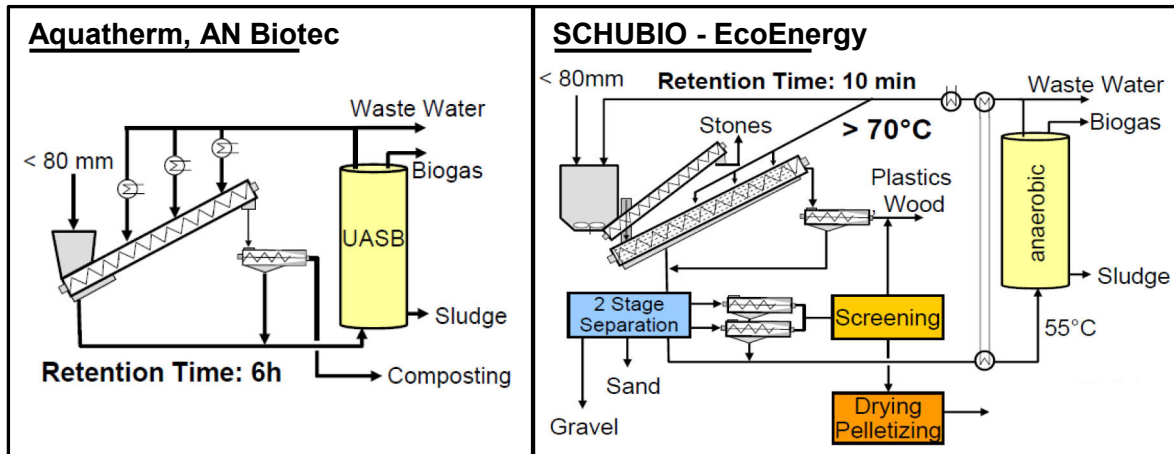 Aquatherm, AN Biotec
Waste Water
< 80 mm
Biogas
UASB
Sludge
Retention Time: 6h
Composting
SCHUBIO - EcoEnergy
< 80mm
Retention Time: 10 min
Waste Water
Stones
> 70°C
Biogas
Plastics
Wood
anaerobic
Sludge
2 Stage
Separation
Screening
55°C
Sand
Gravel
Drying
Pelletizing